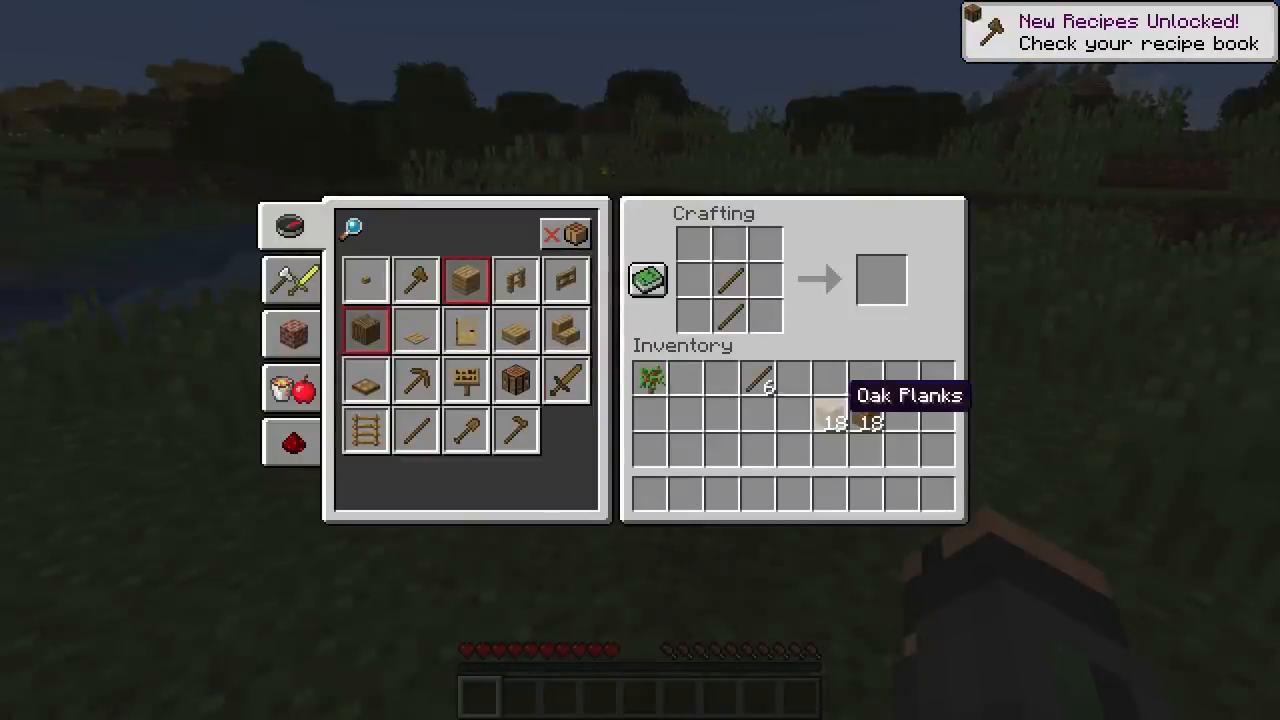 New Recipes Unlocked!
Check your recipe book
Crafting
Inventory
6
Oak Planks
18
18